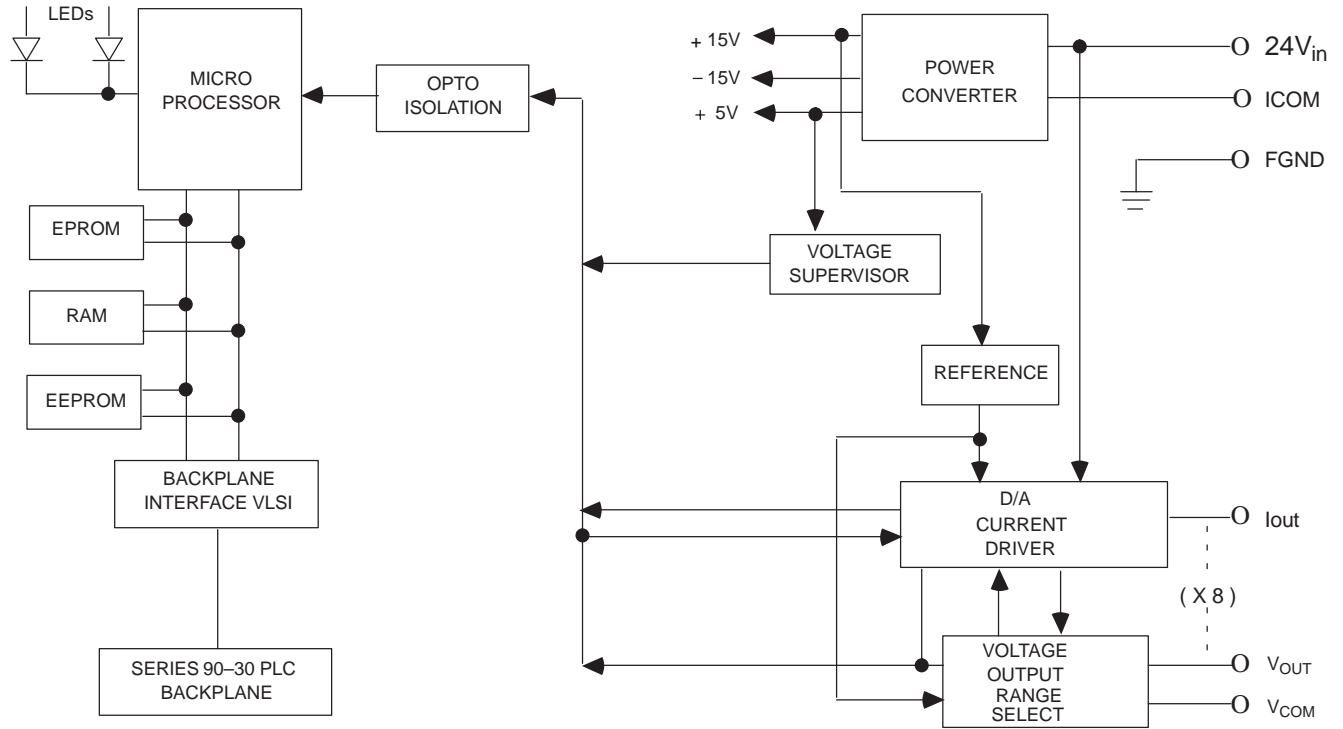 LEDs
MICRO
PROCESSOR
OPTO
ISOLATION
+ 15V
– 15V
+ 5V
POWER
CONVERTER
O 24Vin
O ICOM
O FGND
EPROM
RAM
EEPROM
VOLTAGE
SUPERVISOR
REFERENCE
BACKPLANE
INTERFACE VLSI
D/A
CURRENT
DRIVER
O Iout
( X 8 )
SERIES 90–30 PLC
BACKPLANE
VOLTAGE
OUTPUT
RANGE
SELECT
O VOUT
O VCOM